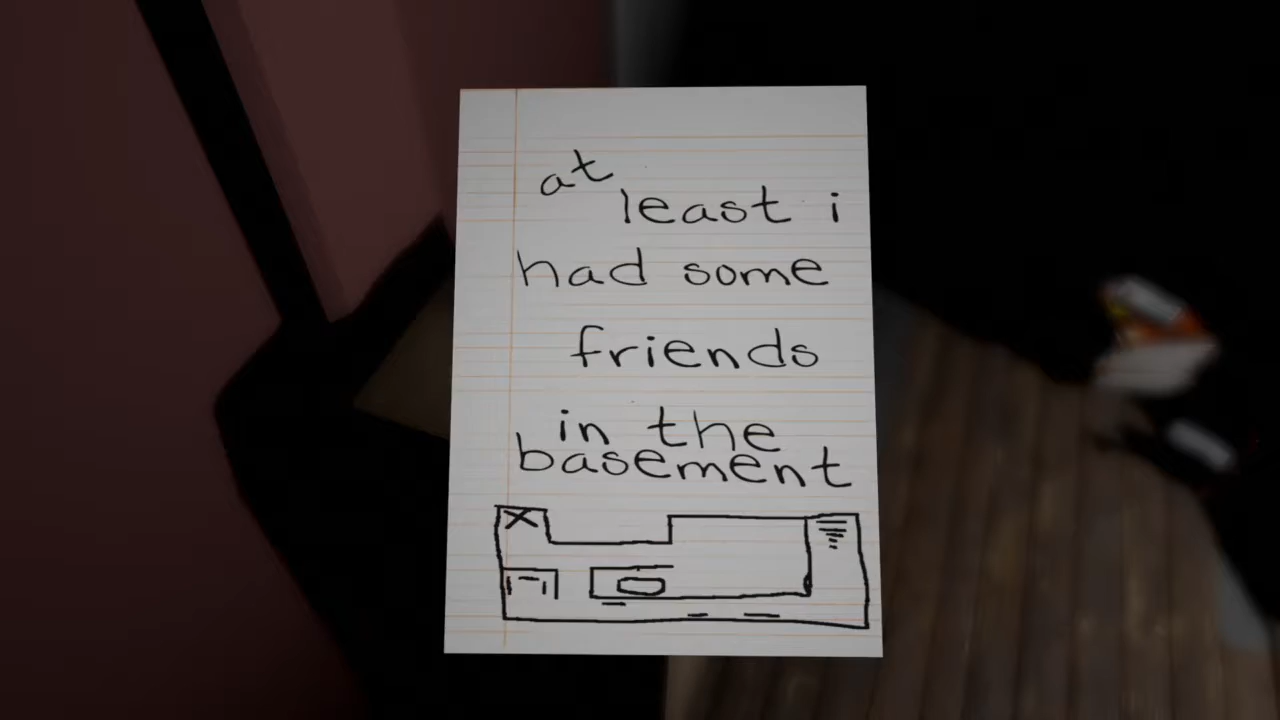 at
least i
had some
friends
in the
basement
X